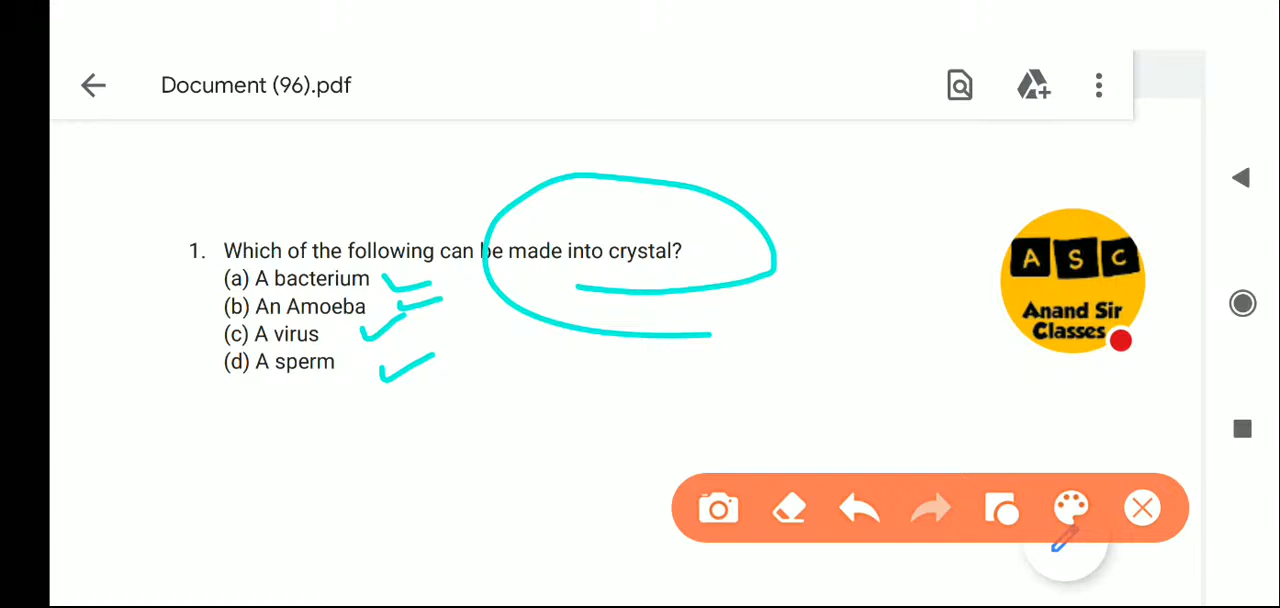 Document (96).pdf
1. Which of the following can be made into crystal?
(a) A bacterium
(b) An Amoeba
(c) A virus
(d) A sperm
A S C
Anand Sir
Classes